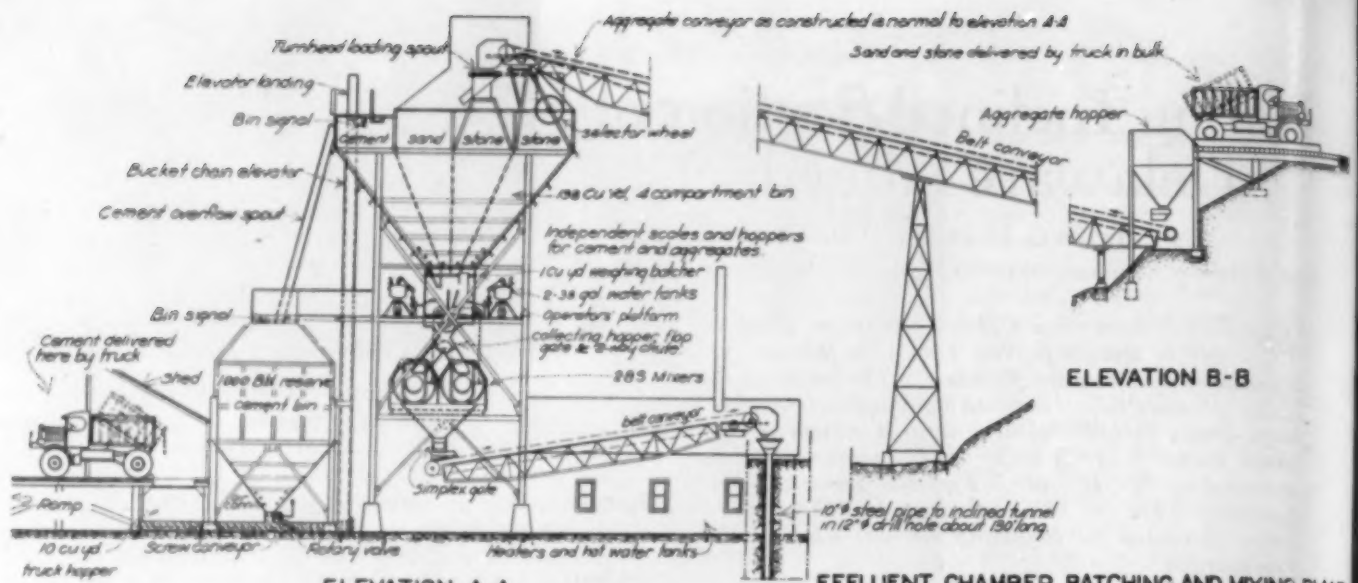 Aggregate conveyor as constructed is normal to elevation A-A
Turnhead loading spout
Sand and stone delivered by truck in bulk
Elevator landing
Aggregate hopper
Bin signal
Cement
Sand
Stone
Stone
selector wheel
Belt conveyor
Bucket chain elevator
Cement overflow spout
4 compartment bin
Independent scales and hoppers
for cement and aggregates.
1 cu yd weighing batcher
2-38 gal water tanks
Operators' platform
Bin signal
collecting hopper, flap
gate & 2-way chute
Cement delivered
here by truck
Shed
1000 Bbl reserve
cement bin
28S Mixers
ELEVATION B-B
belt conveyor
Simplex gate
Ramp
10" φ steel pipe to inclined tunnel
in 12" φ drill hole about 130' long
10 cu yd
truck hopper
Screw conveyor
Rotary valve
Heaters and hot water tanks
ELEVATION A-A
EFFLUENT CHAMBER BATCHING AND MIXING